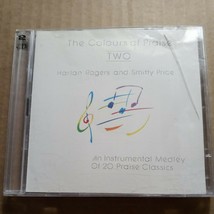 The Colours of Praise
TWO
Harlan Rogers and Smitty Price
An Instrumental Medley
Of 20 Praise Classics